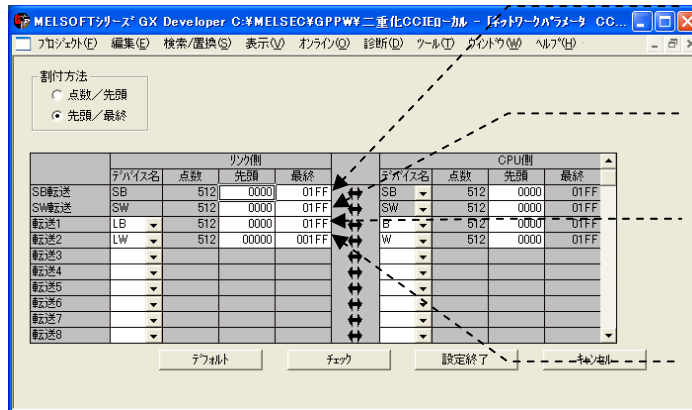 MELSOFTシリーズ GX Developer C:¥MELSEC¥GPPW¥二重化CCIEローカル - [ネットワークパラメータ CC...
プロジェクト(F) 編集(E) 検索/置換(S) 表示(V) オンライン(O) 診断(D) ツール(T) ウィンドウ(W) ヘルプ(H)
割付方法
点数/先頭
先頭/最終
リンク側 CPU側
デバイス名 点数 先頭 最終 デバイス名 点数 先頭 最終
SB転送 SB 512 0000 01FF SB 512 0000 01FF
SW転送 SW 512 0000 01FF SW 512 0000 01FF
転送1 LB 512 0000 01FF B 512 0000 01FF
転送2 LW 512 00000 001FF W 512 0000 01FF
転送3
転送4
転送5
転送6
転送7
転送8
デフォルト チェック 設定終了 キャンセル